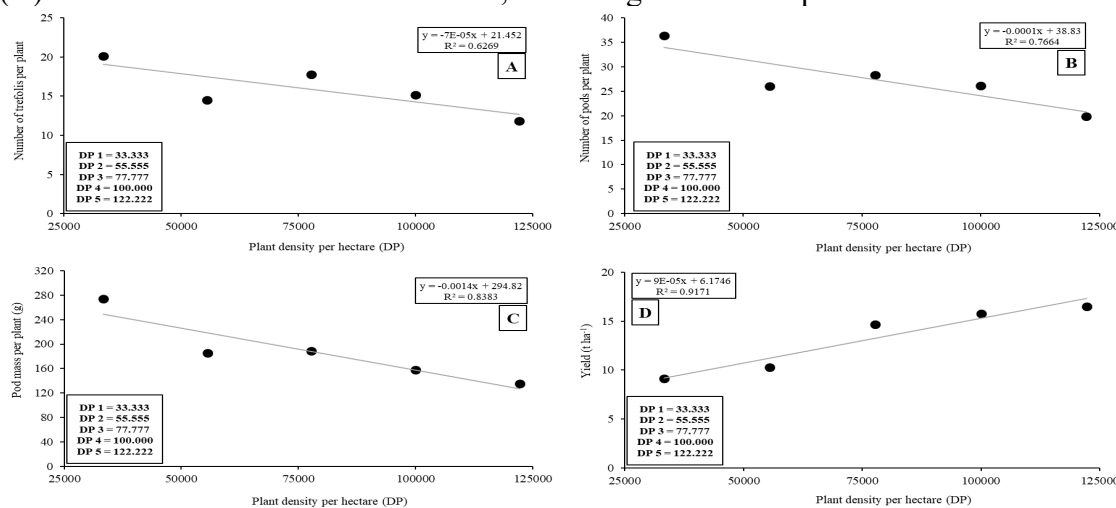 25
20
15
10
5
0
Number of trefolis per plant
y = -7E-05x + 21.452
R² = 0.6269
A
DP 1 = 33.333
DP 2 = 55.555
DP 3 = 77.777
DP 4 = 100.000
DP 5 = 122.222
25000 50000 75000 100000 125000
Plant density per hectare (DP)
40
35
30
25
20
15
10
5
0
Number of pods per plant
y = -0.0001x + 38.83
R² = 0.7664
B
DP 1 = 33.333
DP 2 = 55.555
DP 3 = 77.777
DP 4 = 100.000
DP 5 = 122.222
25000 50000 75000 100000 125000
Plant density per hectare (DP)
320
280
240
200
160
120
80
40
0
Pod mass per plant (g)
y = -0.0014x + 294.82
R² = 0.8383
C
DP 1 = 33.333
DP 2 = 55.555
DP 3 = 77.777
DP 4 = 100.000
DP 5 = 122.222
25000 50000 75000 100000 125000
Plant density per hectare (DP)
20
15
10
5
0
Yield (t ha⁻¹)
y = 9E-05x + 6.1746
R² = 0.9171
D
DP 1 = 33.333
DP 2 = 55.555
DP 3 = 77.777
DP 4 = 100.000
DP 5 = 122.222
25000 50000 75000 100000 125000
Plant density per hectare (DP)